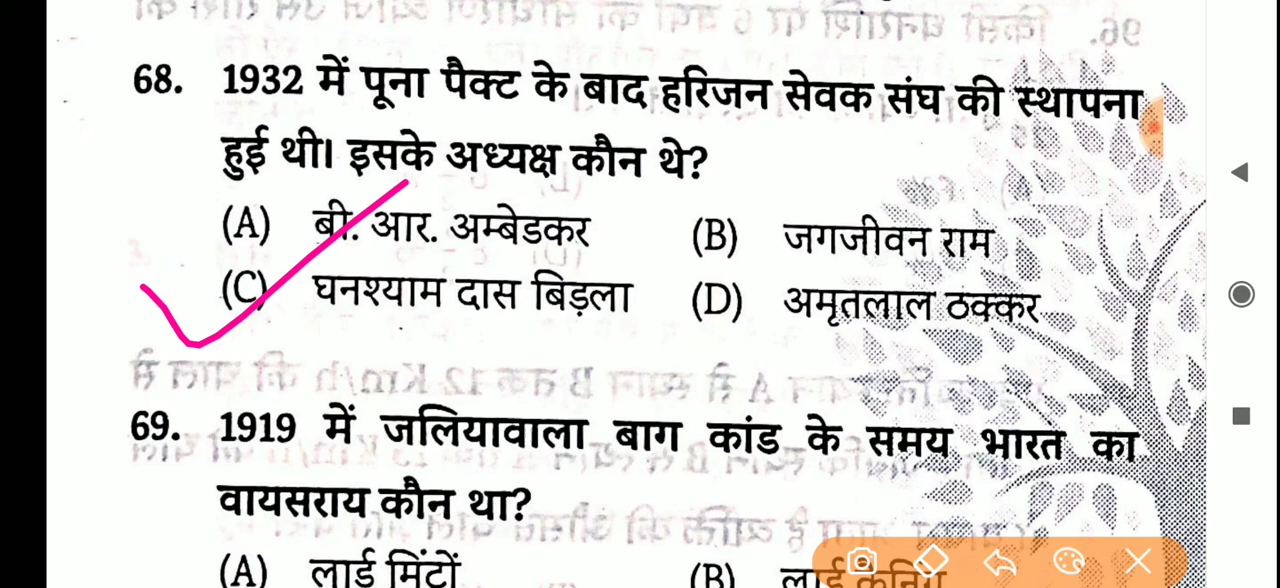 68. 1932 में पूना पैक्ट के बाद हरिजन सेवक संघ की स्थापना
हुई थी। इसके अध्यक्ष कौन थे?
(A) बी. आर. अम्बेडकर (B) जगजीवन राम
(C) घनश्याम दास बिड़ला (D) अमृतलाल ठक्कर
69. 1919 में जलियावाला बाग कांड के समय भारत का
वायसराय कौन था?
(A) लार्ड मिंटों (B) लार्ड कैनिंग